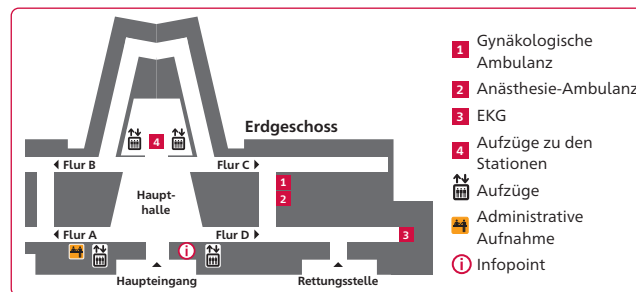 Erdgeschoss
4
Flur B
Flur C
1
2
Haupt-
halle
Flur A
Flur D
3
i
Haupteingang
Rettungsstelle
1 Gynäkologische
Ambulanz
2 Anästhesie-Ambulanz
3 EKG
4 Aufzüge zu den
Stationen
Aufzüge
Administrative
Aufnahme
i Infopoint